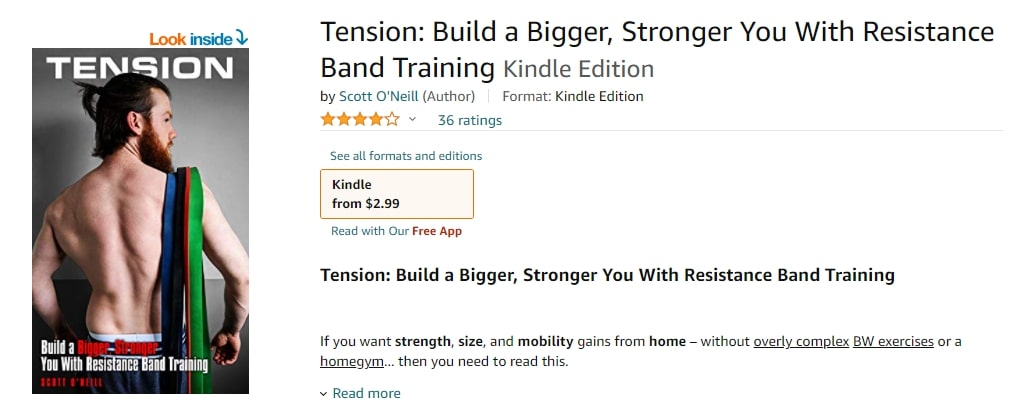 Look inside
TENSION
Build a Bigger, Stronger
You With Resistance Band Training
SCOTT O'NEILL
Tension: Build a Bigger, Stronger You With Resistance
Band Training Kindle Edition
by Scott O'Neill (Author) | Format: Kindle Edition
36 ratings
See all formats and editions
Kindle
from $2.99
Read with Our Free App
Tension: Build a Bigger, Stronger You With Resistance Band Training
If you want strength, size, and mobility gains from home – without overly complex BW exercises or a
homegym... then you need to read this.
Read more